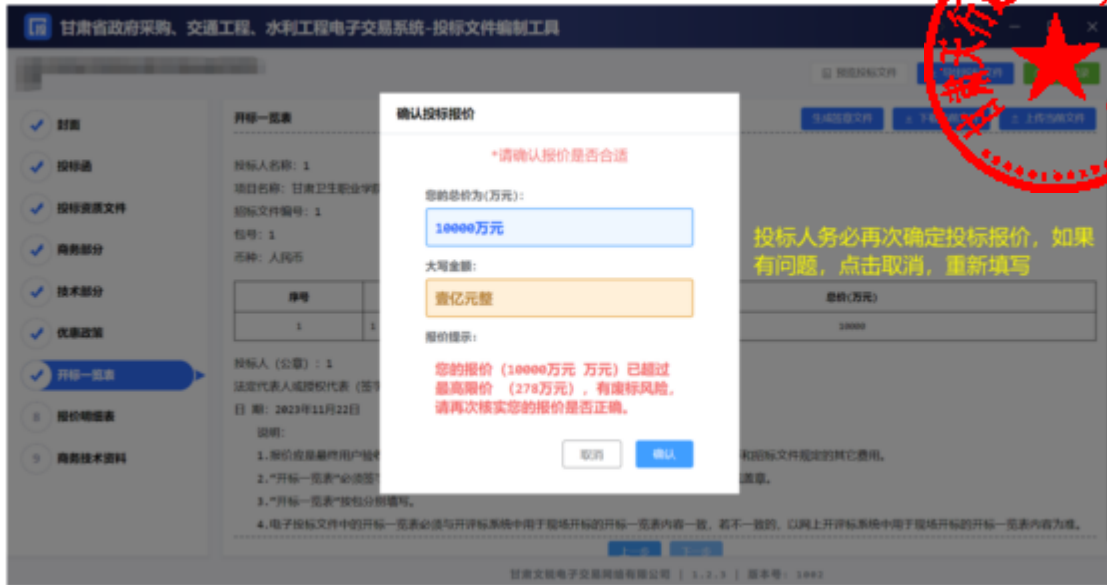 甘肃省政府采购、交通工程、水利工程电子交易系统-投标文件编制工具
预览投标文件
生成签章文件
上传当前文件
封面
投标函
投标资质文件
商务部分
技术部分
优惠政策
开标一览表
8 报价明细表
9 商务技术资料
开标一览表
投标人名称: 1
项目名称: 甘肃卫生职业学院
招标文件编号: 1
包号: 1
币种: 人民币
序号
总价(万元)
1
1
10000
投标人 (公章) : 1
法定代表人或授权代表 (签字
日 期: 2023年11月22日
说明:
1.报价应是最终用户验收
和招标文件规定的其它费用。
2."开标一览表"必须签字
盖章。
3."开标一览表"按包分别填写。
4.电子投标文件中的开标一览表必须与开评标系统中用于现场开标的开标一览表内容一致, 若不一致的, 以网上开评标系统中用于现场开标的开标一览表内容为准。
上一步
下一步
确认投标报价
*请确认报价是否合适
您的总价为(万元):
10000万元
大写金额:
壹亿元整
报价提示:
您的报价 (10000万元 万元) 已超过
最高限价 (278万元) , 有废标风险,
请再次核实您的报价是否正确。
取消
确认
投标人务必再次确定投标报价, 如果
有问题, 点击取消, 重新填写
甘肃文锐电子交易网络有限公司 | 1.2.3 | 版本号: 1002